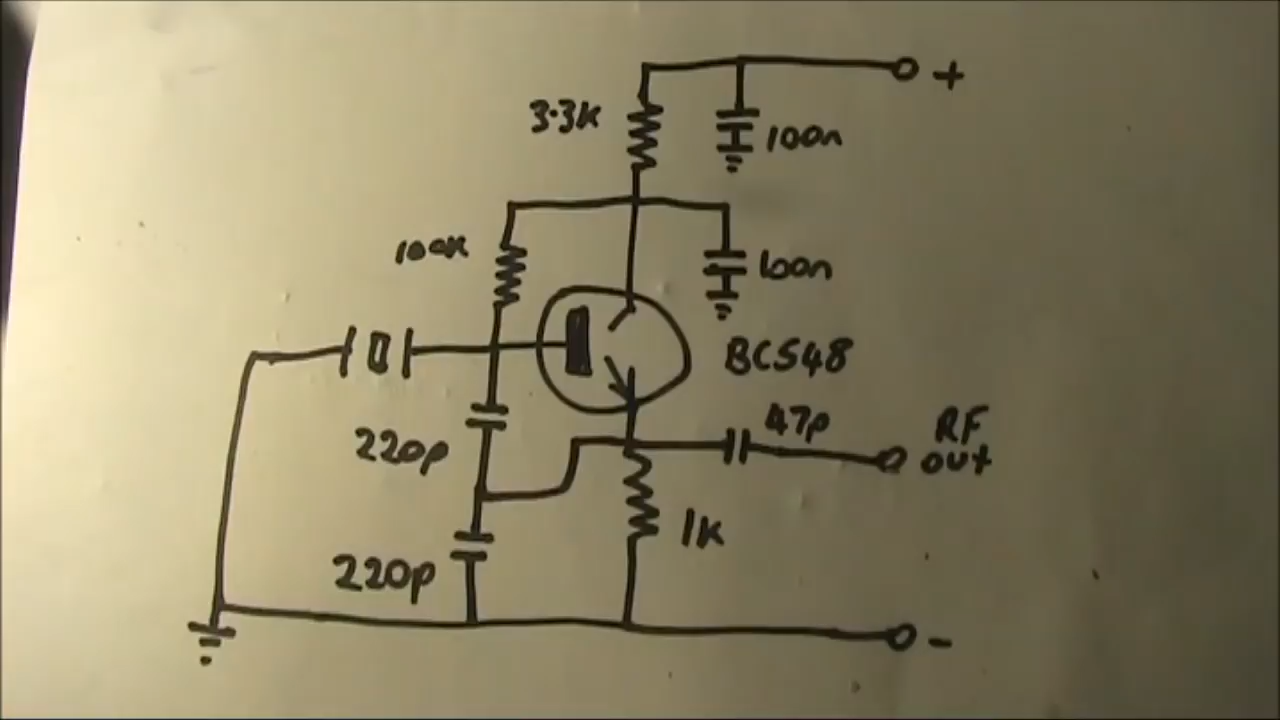 +
3.3K
100n
100K
100n
BC548
47p
RF
out
220p
1K
220p
-